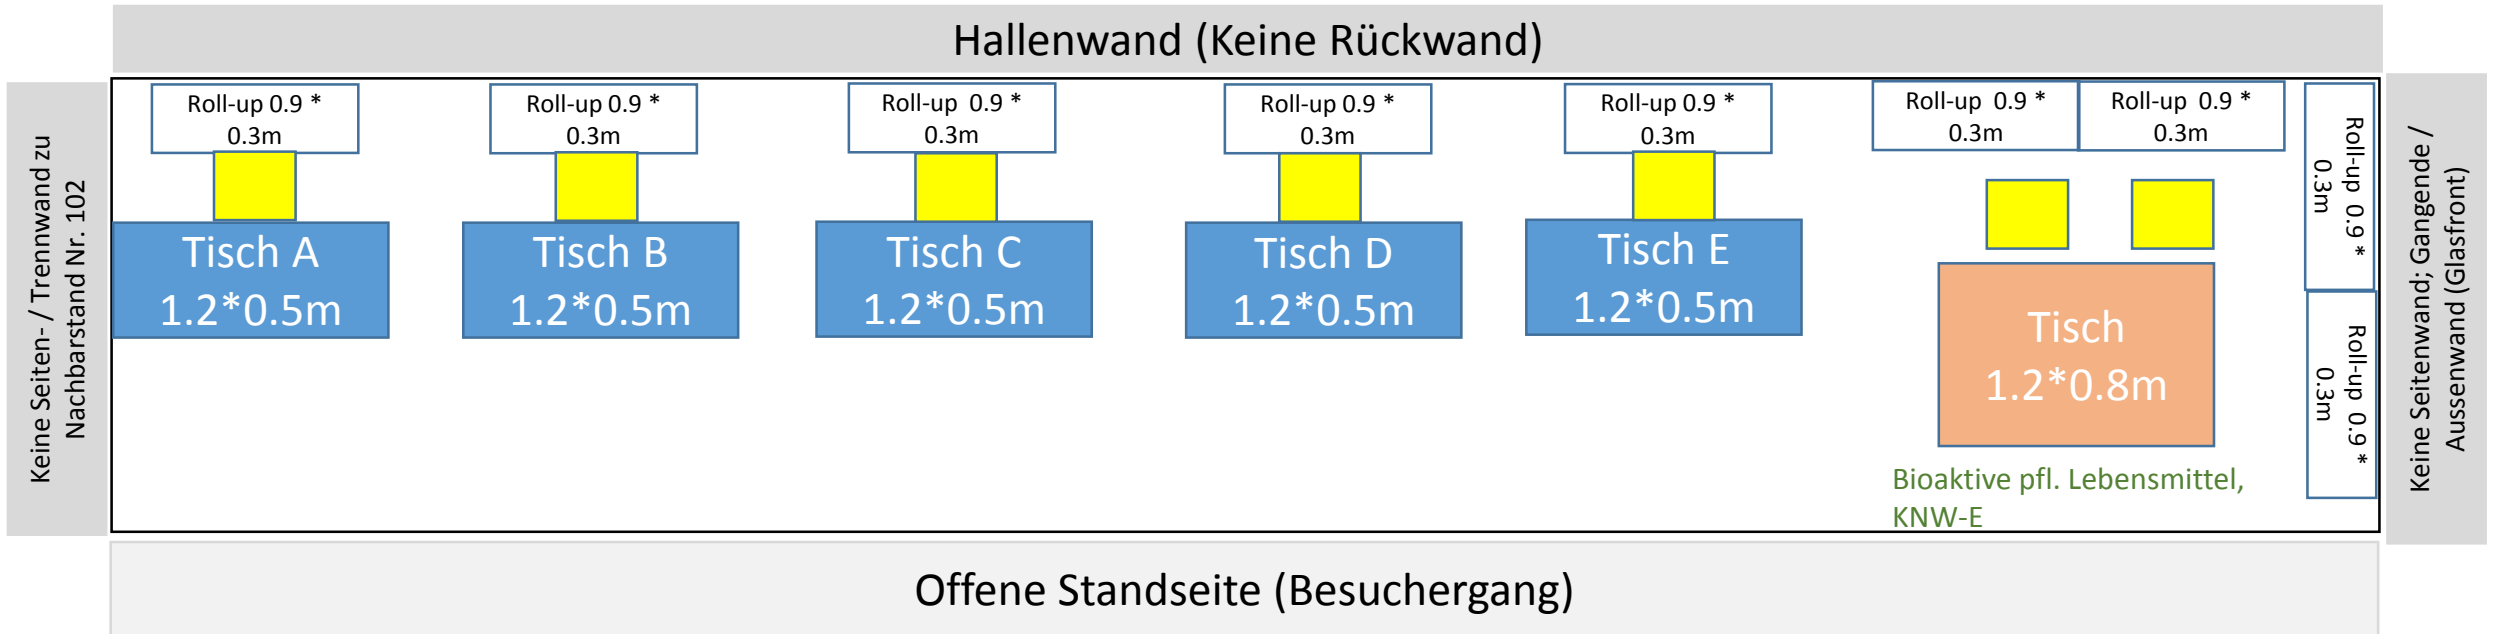 Hallenwand (Keine Rückwand)
Keine Seiten- / Trennwand zu
Nachbarstand Nr. 102
Roll-up 0.9 *
0.3m
Roll-up 0.9 *
0.3m
Roll-up 0.9 *
0.3m
Roll-up 0.9 *
0.3m
Roll-up 0.9 *
0.3m
Roll-up 0.9 *
0.3m
Roll-up 0.9 *
0.3m
Roll-up 0.9 *
0.3m
Roll-up 0.9 *
0.3m
Keine Seitenwand; Gangende /
Aussenwand (Glasfront)
Tisch A
1.2*0.5m
Tisch B
1.2*0.5m
Tisch C
1.2*0.5m
Tisch D
1.2*0.5m
Tisch E
1.2*0.5m
Tisch
1.2*0.8m
Bioaktive pfl. Lebensmittel,
KNW-E
Offene Standseite (Besuchergang)